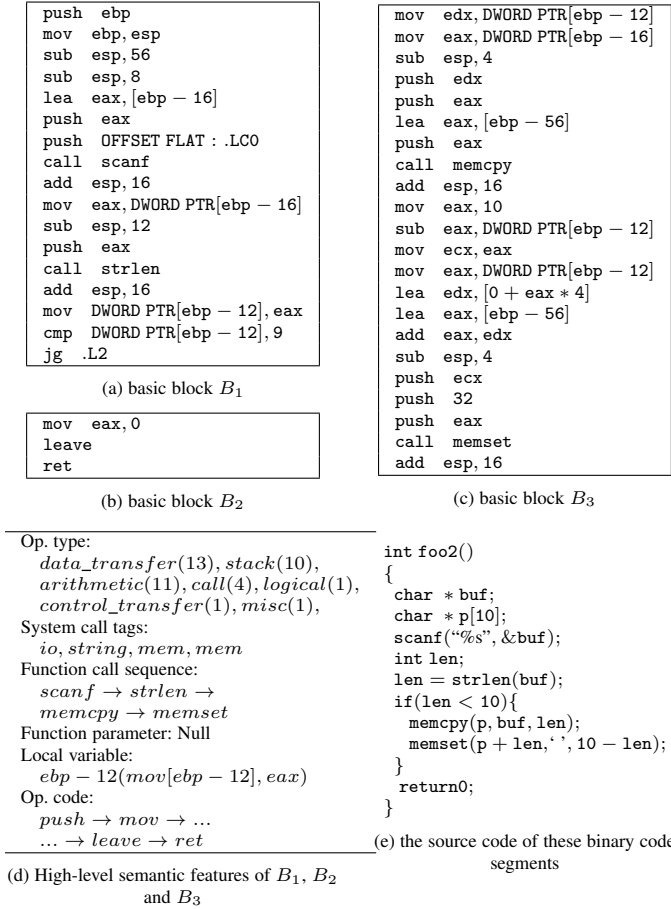 push ebp
mov ebp, esp
sub esp, 56
sub esp, 8
lea eax, [ebp − 16]
push eax
push OFFSET FLAT : .LC0
call scanf
add esp, 16
mov eax, DWORD PTR[ebp − 16]
sub esp, 12
push eax
call strlen
add esp, 16
mov DWORD PTR[ebp − 12], eax
cmp DWORD PTR[ebp − 12], 9
jg .L2
(a) basic block B1
mov eax, 0
leave
ret
(b) basic block B2
mov edx, DWORD PTR[ebp − 12]
mov eax, DWORD PTR[ebp − 16]
sub esp, 4
push edx
push eax
lea eax, [ebp − 56]
push eax
call memcpy
add esp, 16
mov eax, 10
sub eax, DWORD PTR[ebp − 12]
mov ecx, eax
mov eax, DWORD PTR[ebp − 12]
lea edx, [0 + eax * 4]
lea eax, [ebp − 56]
add eax, edx
sub esp, 4
push ecx
push 32
push eax
call memset
add esp, 16
(c) basic block B3
Op. type:
data_transfer(13), stack(10),
arithmetic(11), call(4), logical(1),
control_transfer(1), misc(1),
System call tags:
io, string, mem, mem
Function call sequence:
scanf → strlen →
memcpy → memset
Function parameter: Null
Local variable:
ebp − 12(mov[ebp − 12], eax)
Op. code:
push → mov → ...
... → leave → ret
(d) High-level semantic features of B1, B2
and B3
int foo2()
{
char * buf;
char * p[10];
scanf(“%s”, &buf);
int len;
len = strlen(buf);
if(len < 10){
memcpy(p, buf, len);
memset(p + len,‘ ’, 10 − len);
}
return0;
}
(e) the source code of these binary code
segments